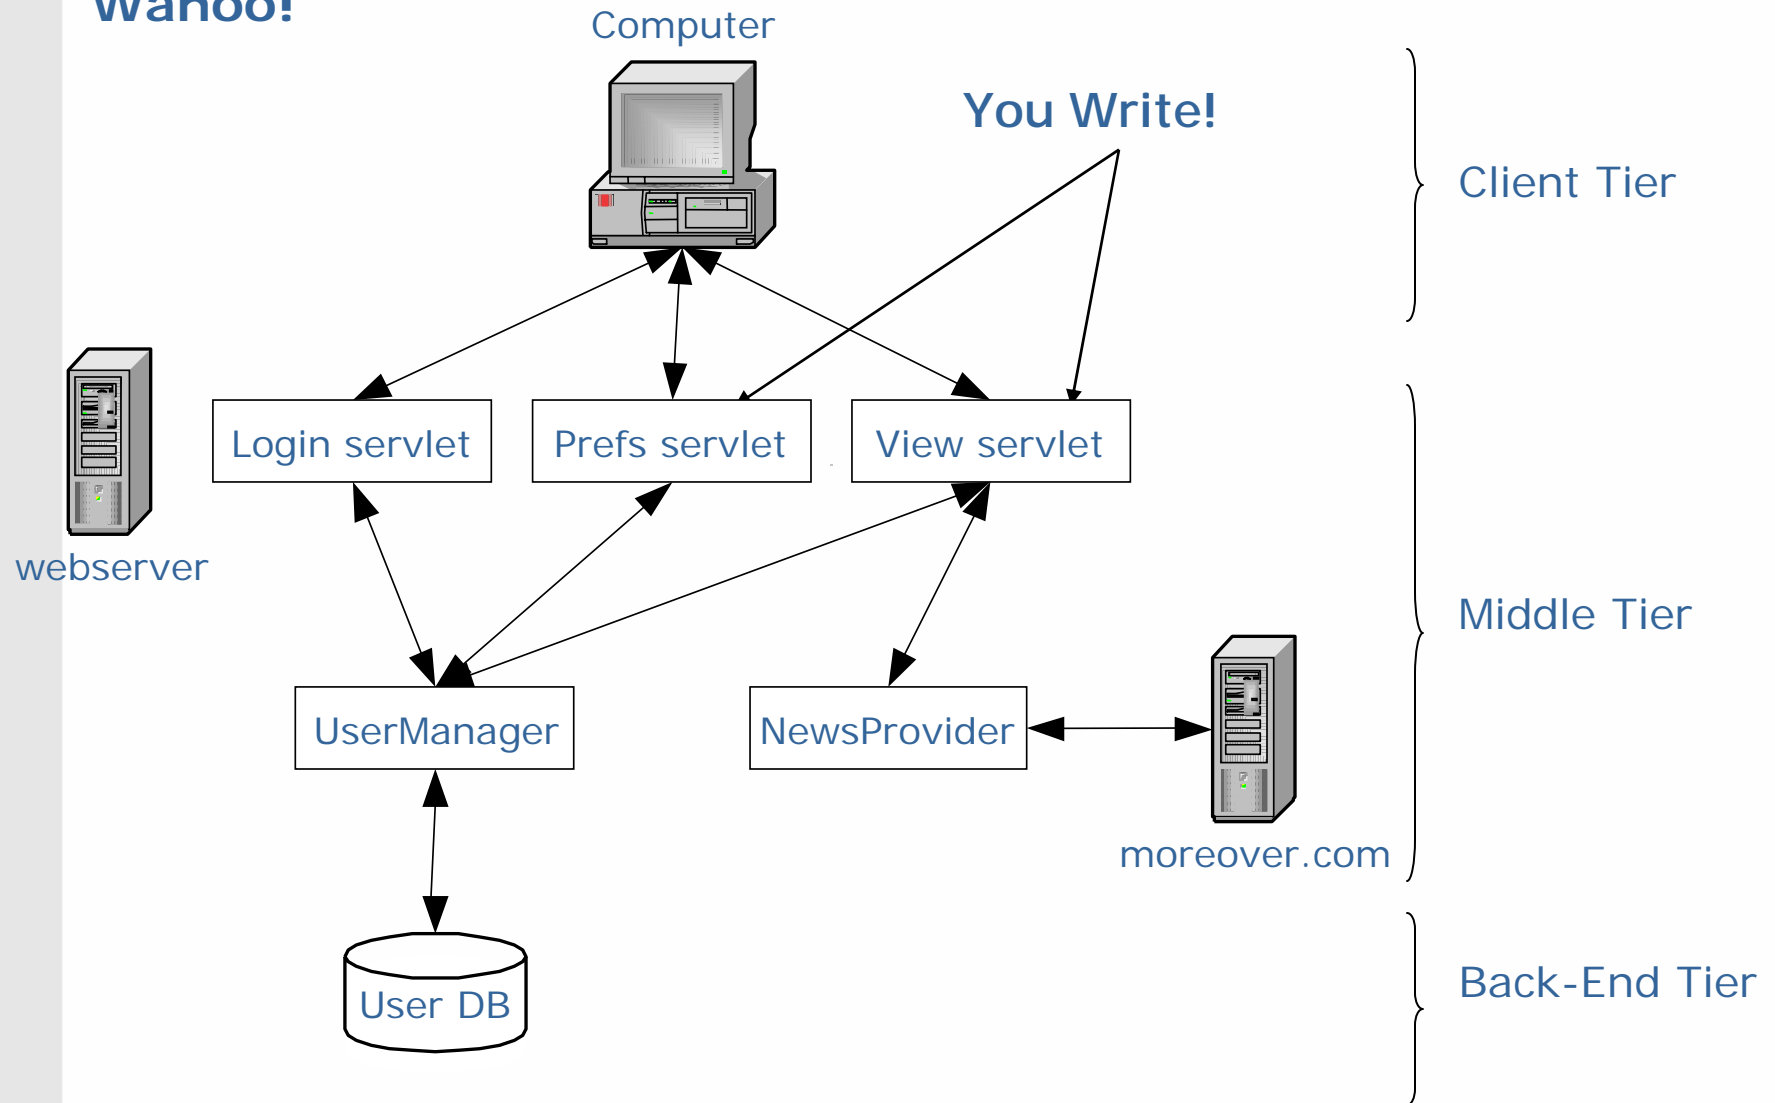 Wahoo!
Computer
You Write!
Client Tier
Login servlet
Prefs servlet
View servlet
webserver
Middle Tier
UserManager
NewsProvider
moreover.com
Back-End Tier
User DB